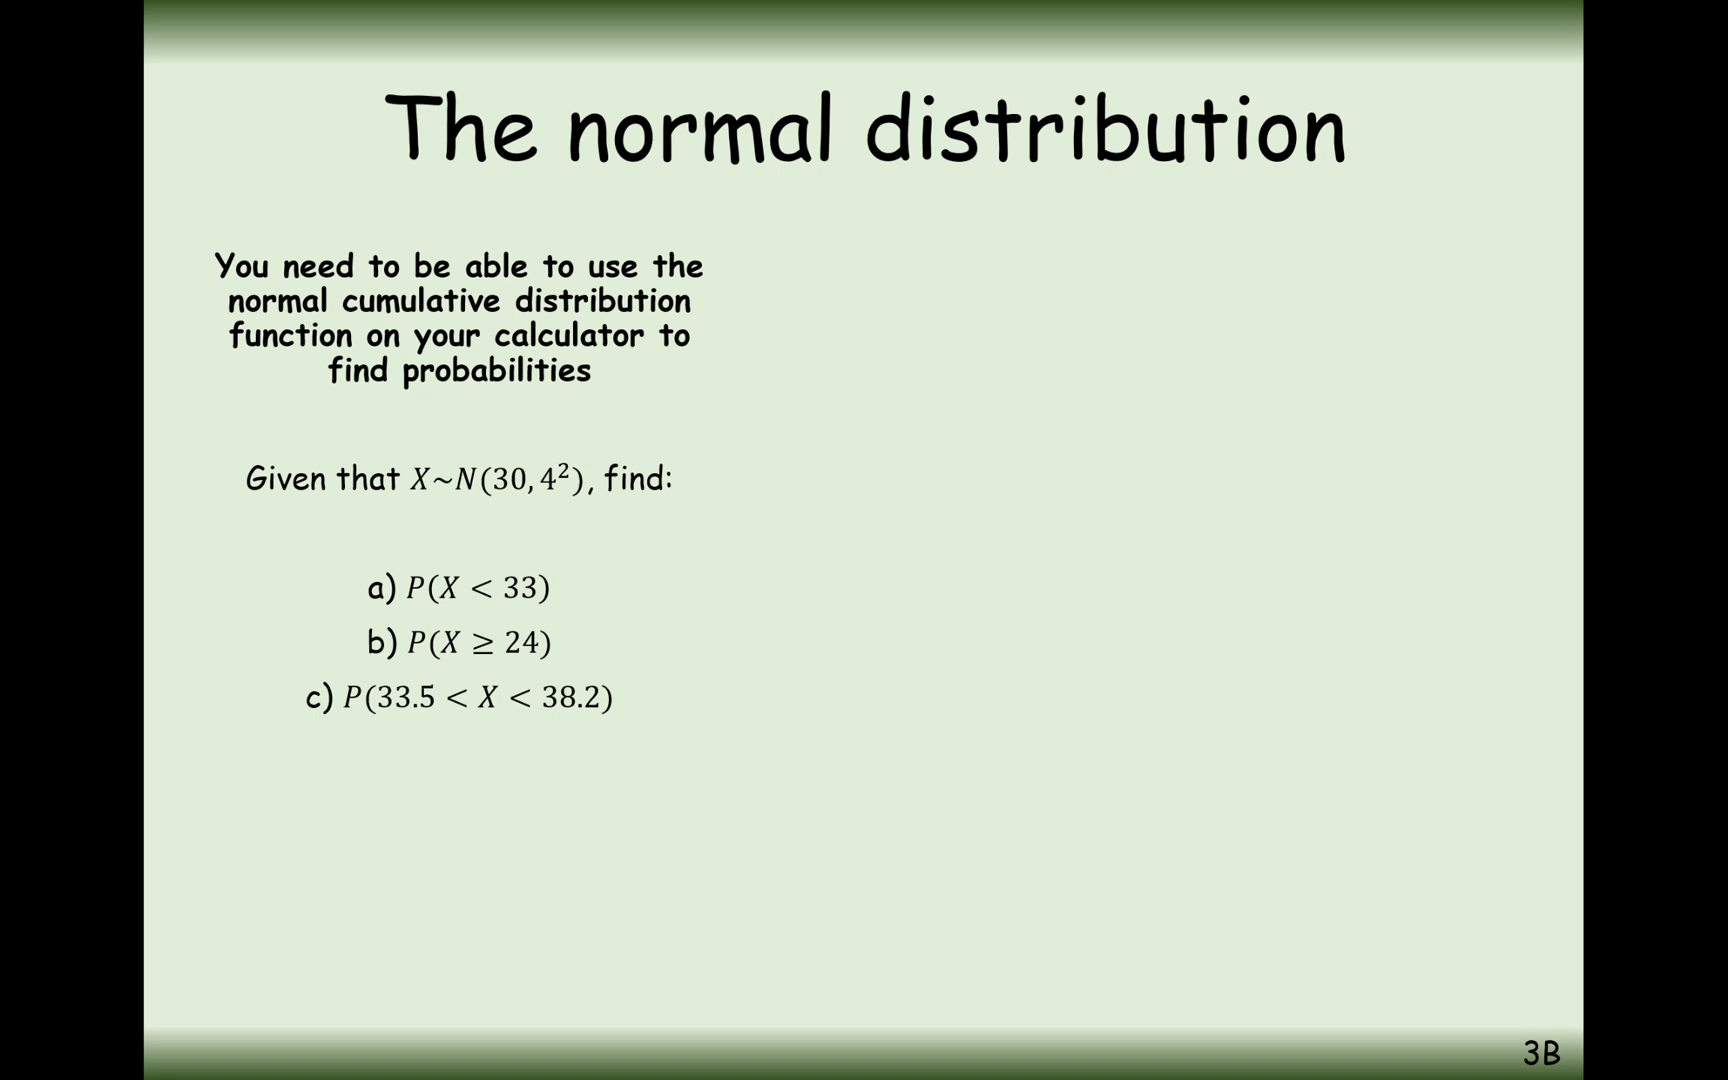 The normal distribution
You need to be able to use the
normal cumulative distribution
function on your calculator to
find probabilities
Given that X~N(30, 4²), find:
a) P(X < 33)
b) P(X ≥ 24)
c) P(33.5 < X < 38.2)
3B